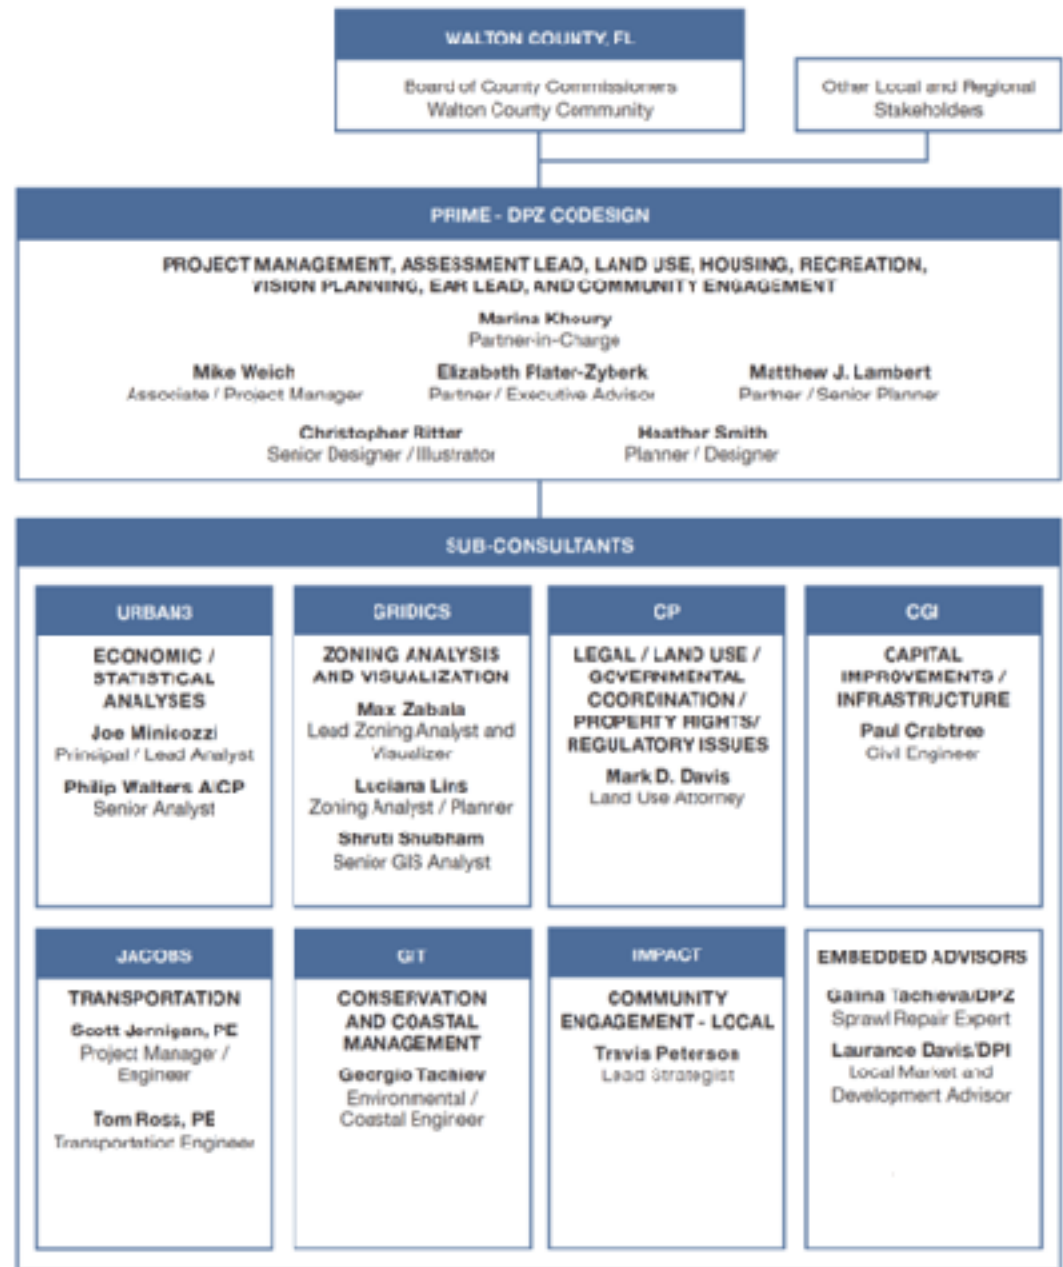 WALTON COUNTY, FL
Board of County Commissioners
Walton County Community
Other Local and Regional
Stakeholders
PRIME - DPZ CODESIGN
PROJECT MANAGEMENT, ASSESSMENT LEAD, LAND USE, HOUSING, RECREATION,
VISION PLANNING, EAR LEAD, AND COMMUNITY ENGAGEMENT
Marina Khoury
Partner-in-Charge
Mike Weich
Associate / Project Manager
Elizabeth Plater-Zyberk
Partner / Executive Advisor
Matthew J. Lambert
Partner / Senior Planner
Christopher Ritter
Senior Designer / Illustrator
Heather Smith
Planner / Designer
SUB-CONSULTANTS
URBAN3
ECONOMIC /
STATISTICAL
ANALYSES
Joe Minicozzi
Principal / Lead Analyst
Philip Walters AICP
Senior Analyst
GRIDICS
ZONING ANALYSIS
AND VISUALIZATION
Max Zabala
Lead Zoning Analyst and
Visualizer
Luciana Lins
Zoning Analyst / Planner
Shruti Shubham
Senior GIS Analyst
CP
LEGAL / LAND USE /
GOVERNMENTAL
COORDINATION /
PROPERTY RIGHTS/
REGULATORY ISSUES
Mark D. Davis
Land Use Attorney
CGI
CAPITAL
IMPROVEMENTS /
INFRASTRUCTURE
Paul Crabtree
Civil Engineer
JACOBS
TRANSPORTATION
Scott Jernigan, PE
Project Manager /
Engineer
Tom Ross, PE
Transportation Engineer
GIT
CONSERVATION
AND COASTAL
MANAGEMENT
Georgio Tachiev
Environmental /
Coastal Engineer
IMPACT
COMMUNITY
ENGAGEMENT - LOCAL
Travis Peterson
Lead Strategist
EMBEDDED ADVISORS
Galina Tachieva/DPZ
Sprawl Repair Expert
Laurance Davis/DPI
Local Market and
Development Advisor